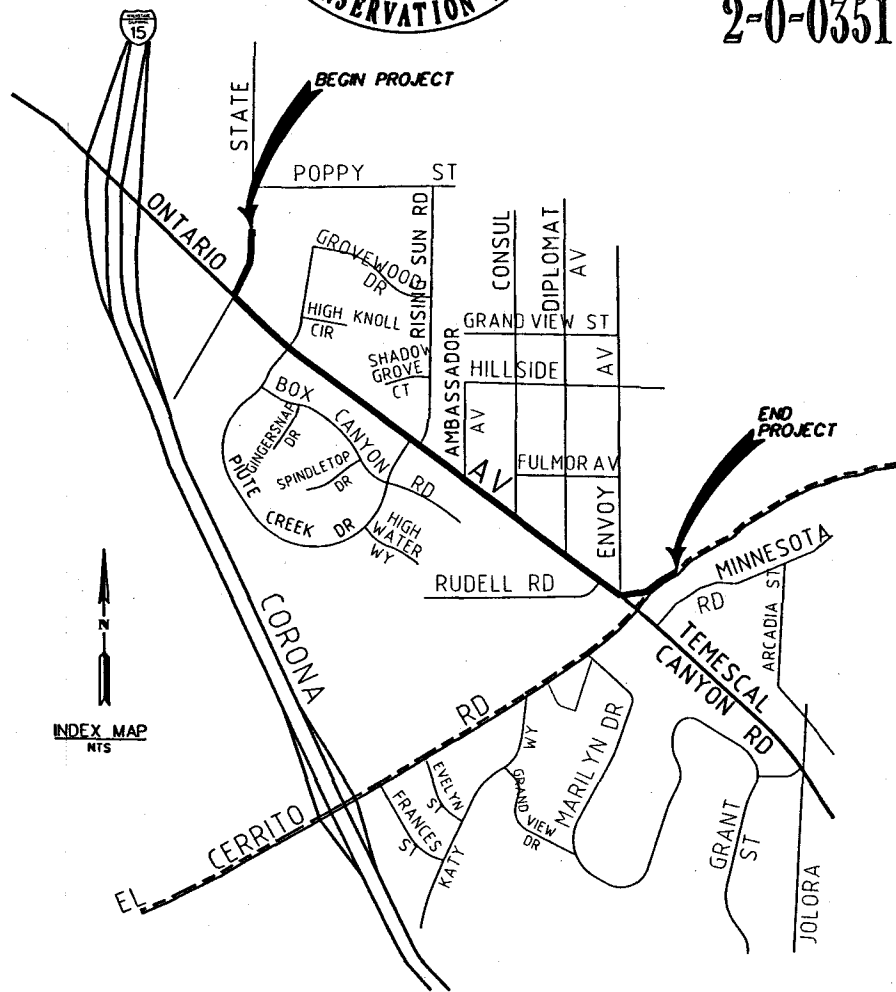 SERVATION
2-0-0351
INTERSTATE
15
BEGIN PROJECT
STATE
POPPY ST
ONTARIO
GROVEWOOD
DR
RISING SUN RD
CONSUL
DIPLOMAT
AV
HIGH KNOLL
CIR
GRAND VIEW ST
SHADOW
GROVE
CT
AMBASSADOR
AV
HILLSIDE
AV
BOX
CANYON
RD
GINGERSNAP
DR
END
PROJECT
AV
FULMOR AV
SPINDLETOP
DR
PIUTE
CREEK DR
HIGH
WATER
WY
ENVOY
MINNESOTA
RD
RUDELL RD
ARCADIA ST
CORONA
TEMESCAL
CANYON
RD
N
INDEX MAP
NTS
RD
WY
MARILYN DR
EVELYN
ST
GRAND VIEW
DR
FRANCES
ST
KATY
GRANT
ST
EL CERRITO
JOLORA